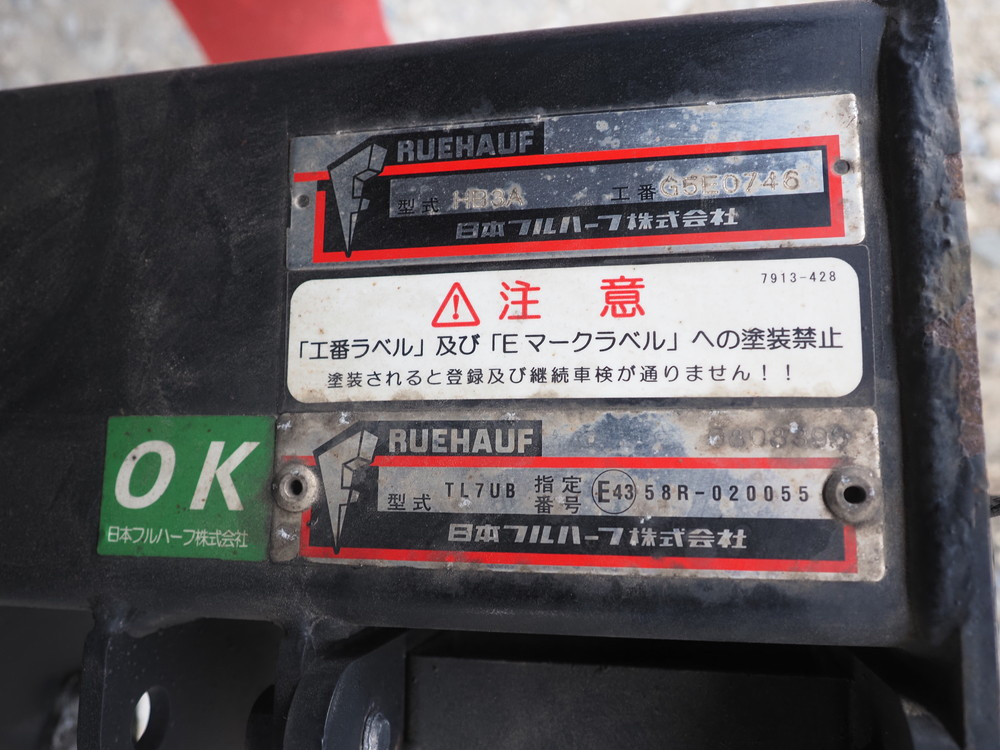 RUEHAUF
型式 HB3A 工番 G5E0746
日本フルハーフ株式会社
7913-428
注意
「工番ラベル」及び「Eマークラベル」への塗装禁止
塗装されると登録及び継続車検が通りません!!
OK
日本フルハーフ株式会社
RUEHAUF
型式 TL7UB 指定番号 E43 58R-020055
日本フルハーフ株式会社